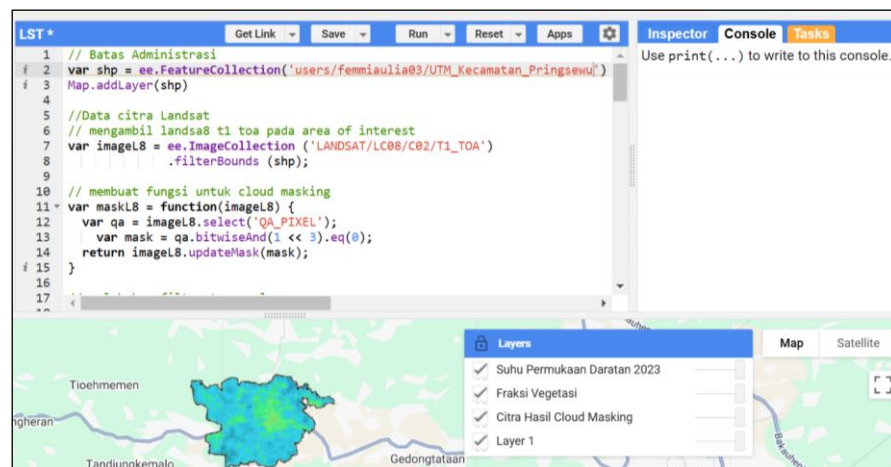 LST *
Get Link
Save
Run
Reset
Apps
Inspector
Console
Tasks
Use print(...) to write to this console.
1 // Batas Administrasi
i 2 var shp = ee.FeatureCollection('users/femmiaulia03/UTM_Kecamatan_Pringsewu')
i 3 Map.addLayer(shp)
4
5 //Data citra Landsat
6 // mengambil landsa8 t1 toa pada area of interest
7 var imageL8 = ee.ImageCollection ('LANDSAT/LC08/C02/T1_TOA')
8 .filterBounds (shp);
9
10 // membuat fungsi untuk cloud masking
11 var maskL8 = function(imageL8) {
12 var qa = imageL8.select('QA_PIXEL');
13 var mask = qa.bitwiseAnd(1 << 3).eq(0);
14 return imageL8.updateMask(mask);
i 15 }
16
17
Layers
Map
Satellite
Suhu Permukaan Daratan 2023
Fraksi Vegetasi
Citra Hasil Cloud Masking
Layer 1
Tioehmemen
ngheran
Tandjungkemalo
Gedongtataan
Bakauhen